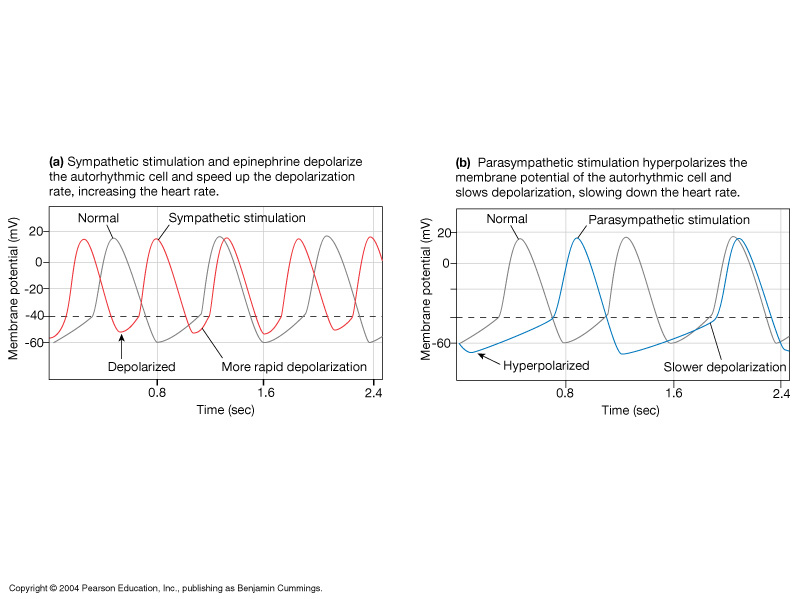 (a) Sympathetic stimulation and epinephrine depolarize
the autorhythmic cell and speed up the depolarization
rate, increasing the heart rate.
Membrane potential (mV)
20
0
-20
-40
-60
Normal
Sympathetic stimulation
Depolarized
More rapid depolarization
0.8
1.6
2.4
Time (sec)
(b) Parasympathetic stimulation hyperpolarizes the
membrane potential of the autorhythmic cell and
slows depolarization, slowing down the heart rate.
Membrane potential (mV)
20
0
-60
Normal
Parasympathetic stimulation
Hyperpolarized
Slower depolarization
0.8
1.6
2.4
Time (sec)
Copyright © 2004 Pearson Education, Inc., publishing as Benjamin Cummings.